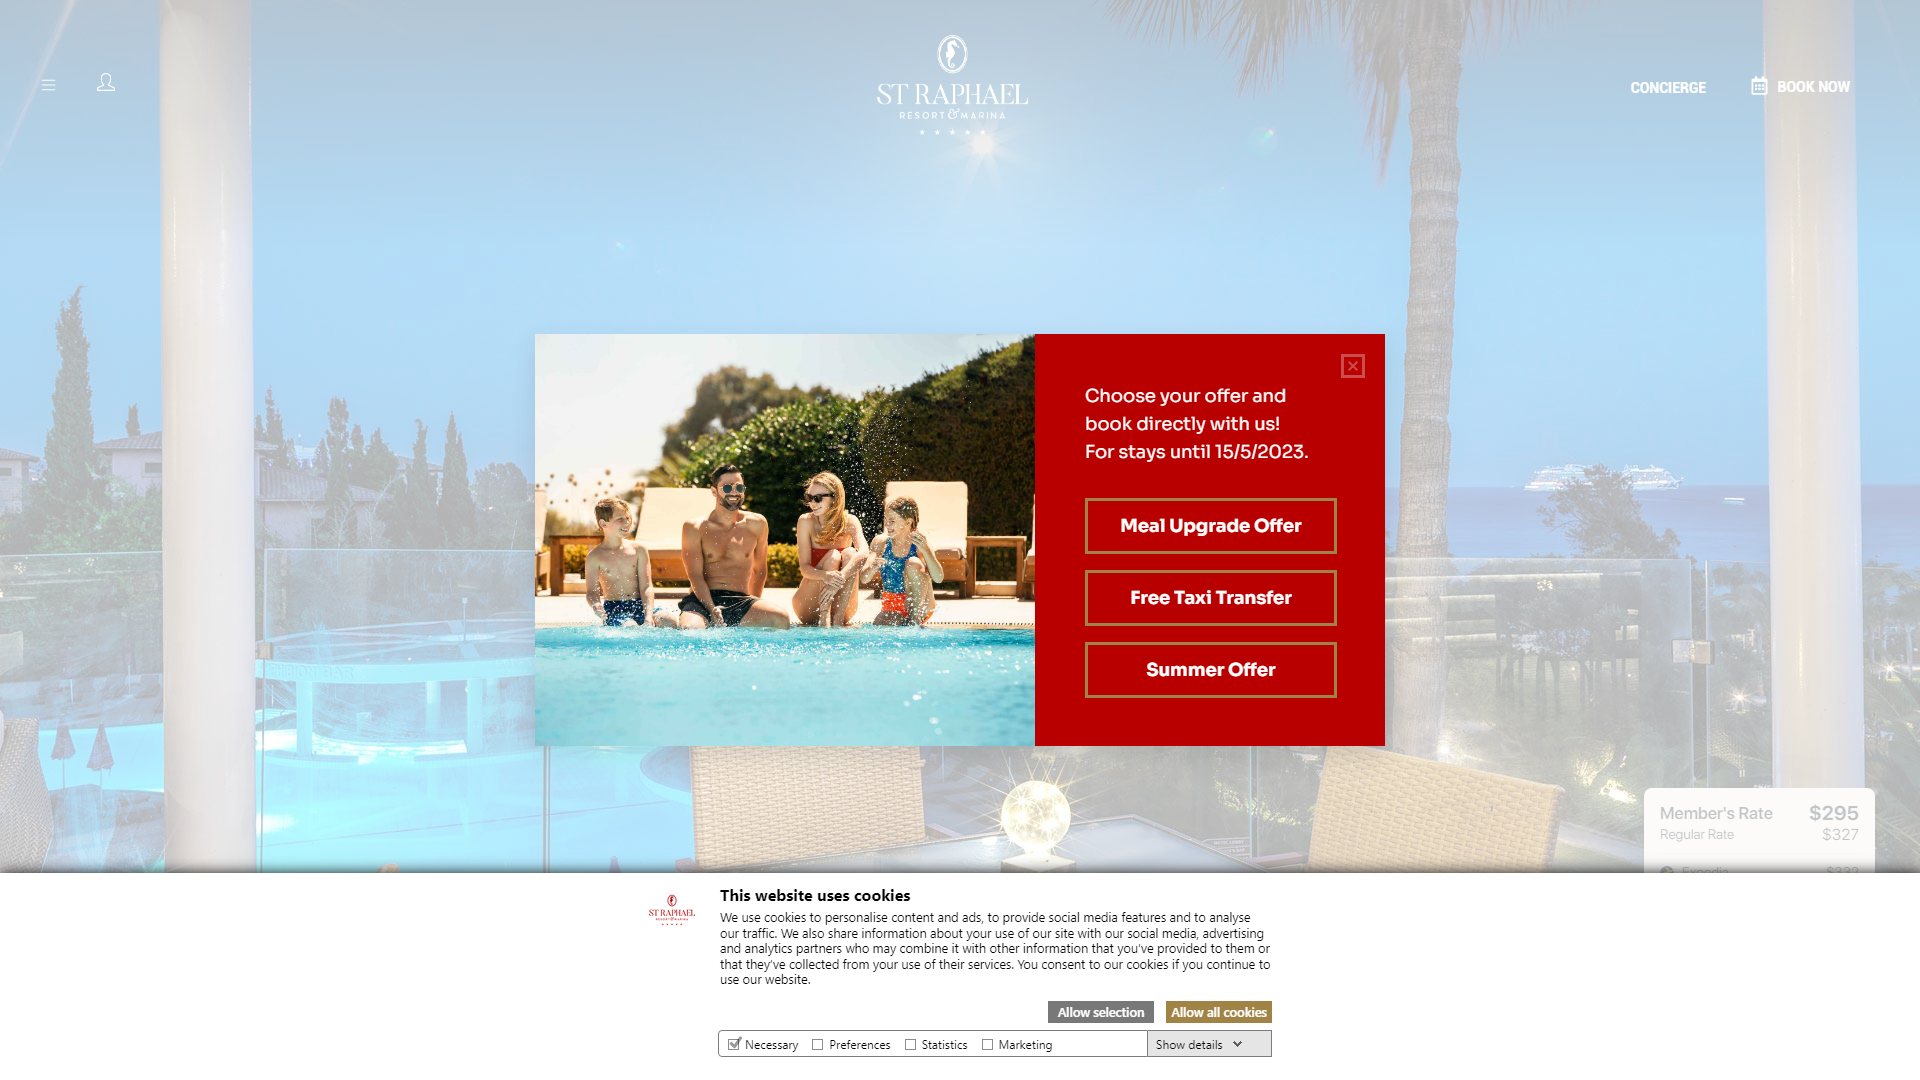 ST RAPHAEL
RESORT & MARINA
CONCIERGE
BOOK NOW
Choose your offer and
book directly with us!
For stays until 15/5/2023.
Meal Upgrade Offer
Free Taxi Transfer
Summer Offer
Member's Rate $295
Regular Rate $327
Expedia $332
ST RAPHAEL
RESORT & MARINA
This website uses cookies
We use cookies to personalise content and ads, to provide social media features and to analyse
our traffic. We also share information about your use of our site with our social media, advertising
and analytics partners who may combine it with other information that you've provided to them or
that they've collected from your use of their services. You consent to our cookies if you continue to
use our website.
Allow selection
Allow all cookies
Necessary Preferences Statistics Marketing Show details